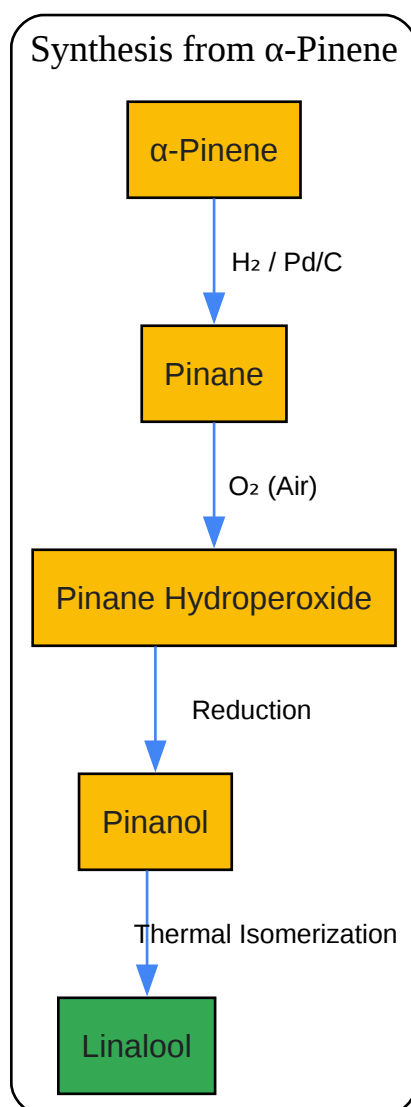 Synthesis from α-Pinene
α-Pinene
H₂ / Pd/C
Pinane
O₂ (Air)
Pinane Hydroperoxide
Reduction
Pinanol
Thermal Isomerization
Linalool